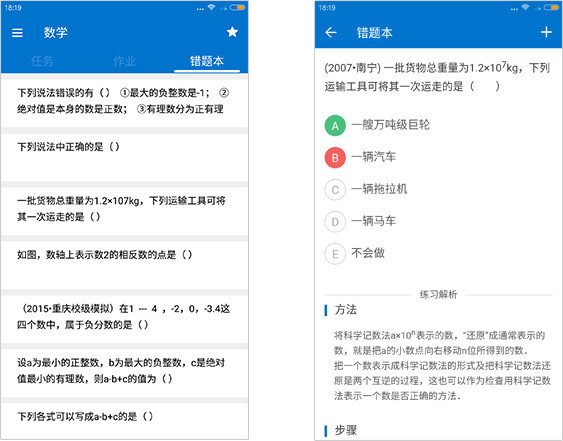 18:19
数学
任务 作业 错题本
下列说法错误的有（ ） ①最大的负整数是-1； ②
绝对值是本身的数是正数； ③有理数分为正有理
下列说法中正确的是（ ）
一批货物总重量为1.2×107kg，下列运输工具可将
其一次运走的是（ ）
如图，数轴上表示数2的相反数的点是（ ）
（2015•重庆校级模拟）在1 --- 4 ，-2，0，-3.4这
四个数中，属于负分数的是（ ）
设a为最小的正整数，b为最大的负整数，c是绝对
值最小的有理数，则a-b+c的值为（ ）
下列各式可以写成a-b+c的是（ ）
18:19
错题本
(2007•南宁) 一批货物总重量为1.2×10⁷kg，下列
运输工具可将其一次运走的是（ ）
A 一艘万吨级巨轮
B 一辆汽车
C 一辆拖拉机
D 一辆马车
E 不会做
练习解析
方法
将科学记数法a×10ⁿ表示的数，“还原”成通常表示的
数，就是把a的小数点向右移动n位所得到的数．
把一个数表示成科学记数法的形式及把科学记数法还
原是两个互逆的过程，这也可以作为检查用科学记数
法表示一个数是否正确的方法．
步骤